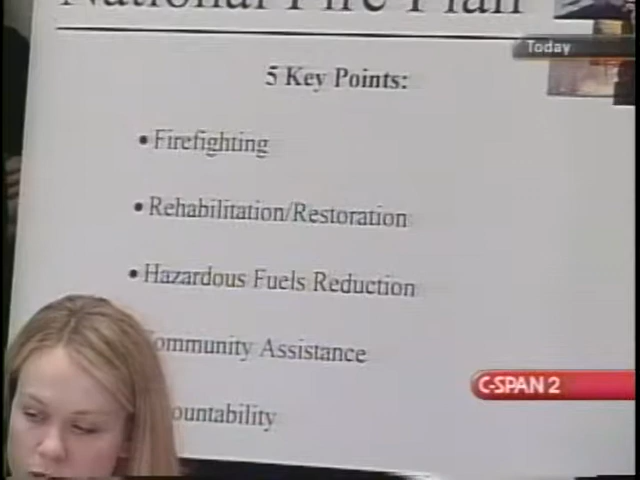 National Fire Plan
Today
5 Key Points:
• Firefighting
• Rehabilitation/Restoration
• Hazardous Fuels Reduction
ommunity Assistance
C-SPAN 2
ountability